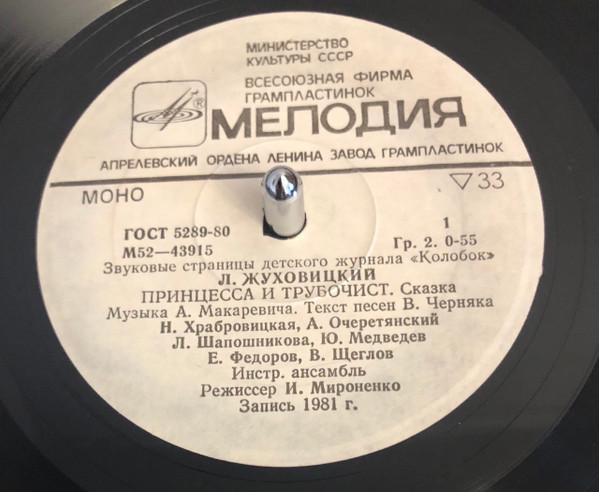 МИНИСТЕРСТВО
КУЛЬТУРЫ СССР
ВСЕСОЮЗНАЯ ФИРМА
ГРАМПЛАСТИНОК
® МЕЛОДИЯ
АПРЕЛЕВСКИЙ ОРДЕНА ЛЕНИНА ЗАВОД ГРАМПЛАСТИНОК
МОНО ▽ 33
ГОСТ 5289-80 1
М52—43915 Гр. 2. 0-55
Звуковые страницы детского журнала «Колобок»
Л. ЖУХОВИЦКИЙ
ПРИНЦЕССА И ТРУБОЧИСТ. Сказка
Музыка А. Макаревича. Текст песен В. Черняка
Н. Храбровицкая, А. Очеретянский
Л. Шапошникова, Ю. Медведев
Е. Федоров, В. Щеглов
Инстр. ансамбль
Режиссер И. Мироненко
Запись 1981 г.